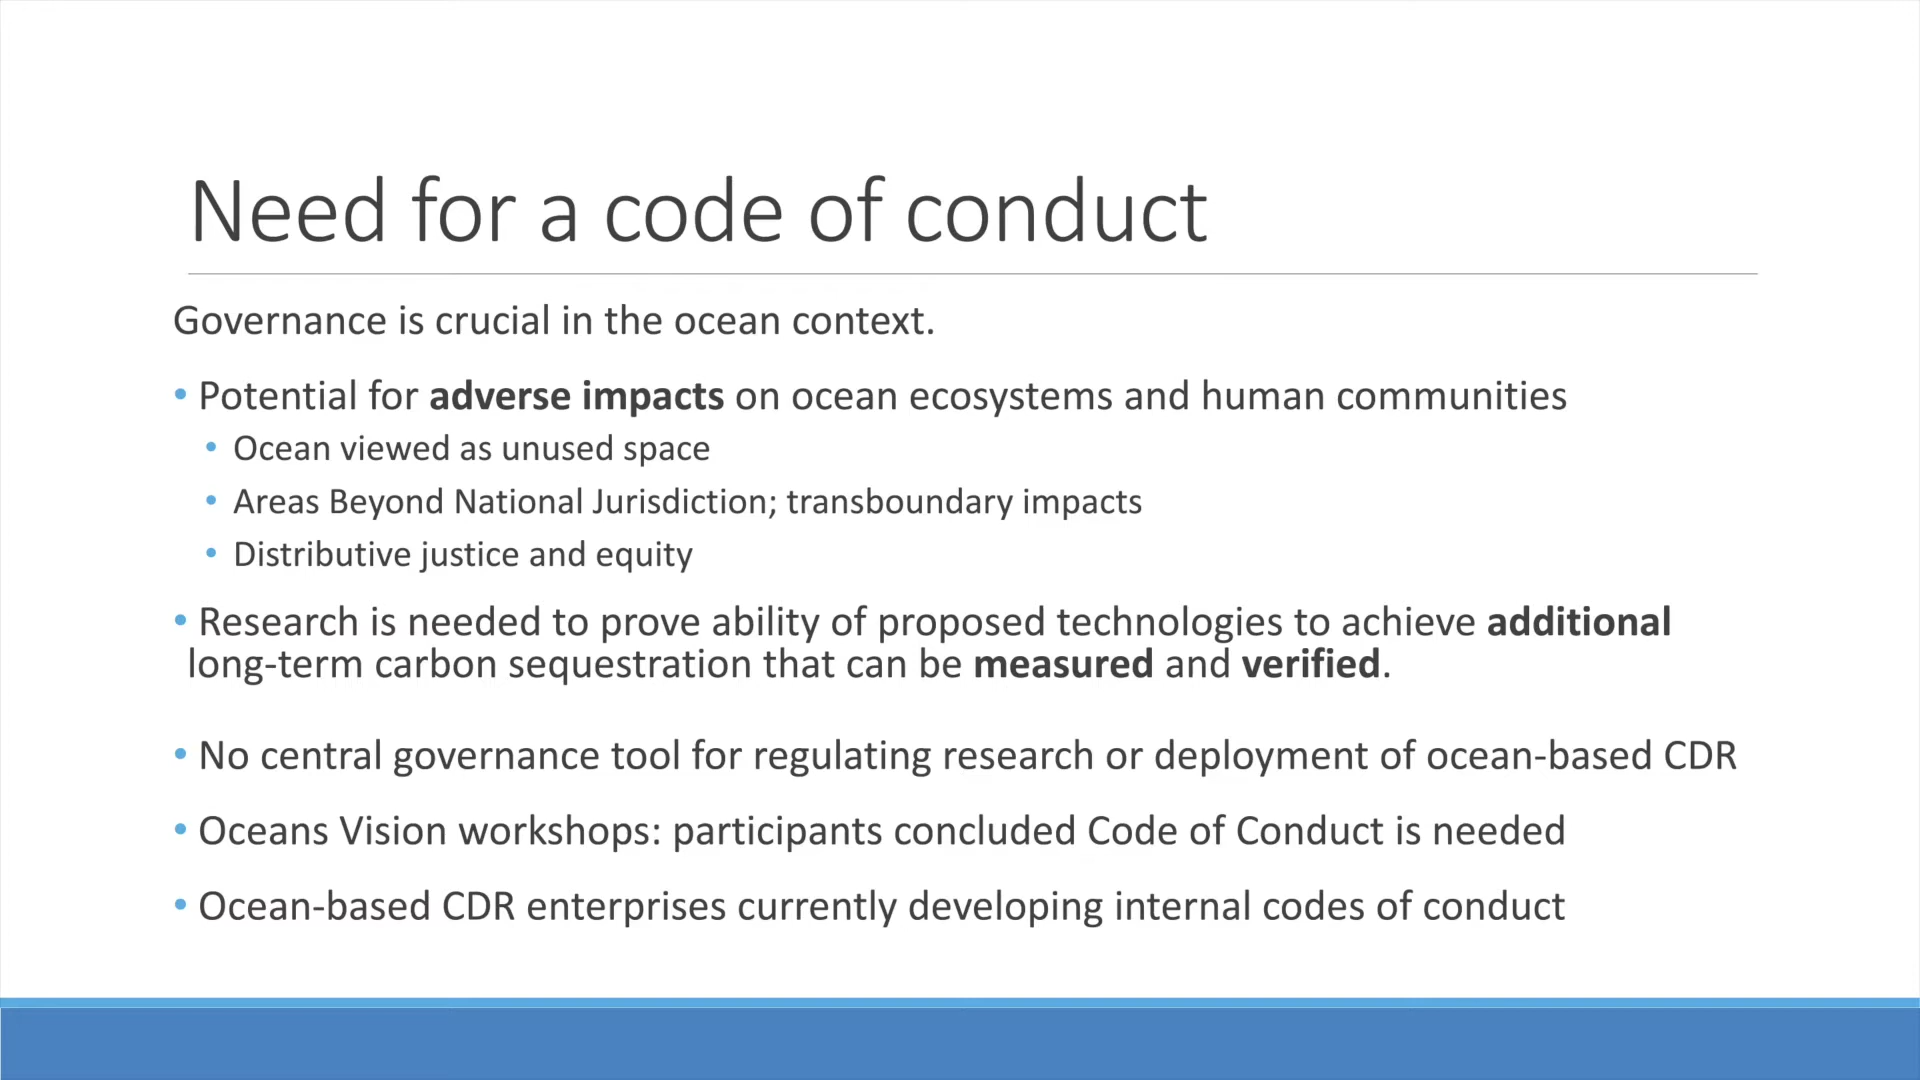 Need for a code of conduct
Governance is crucial in the ocean context.
• Potential for adverse impacts on ocean ecosystems and human communities
• Ocean viewed as unused space
• Areas Beyond National Jurisdiction; transboundary impacts
• Distributive justice and equity
• Research is needed to prove ability of proposed technologies to achieve additional
long-term carbon sequestration that can be measured and verified.
• No central governance tool for regulating research or deployment of ocean-based CDR
• Oceans Vision workshops: participants concluded Code of Conduct is needed
• Ocean-based CDR enterprises currently developing internal codes of conduct